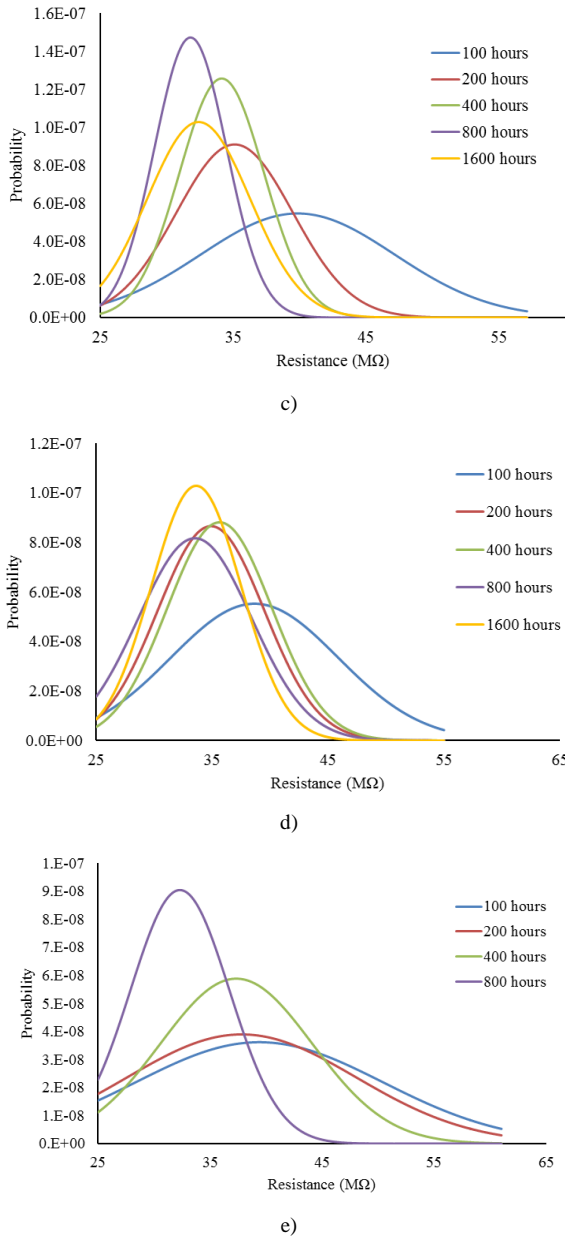 1.6E-07
1.4E-07
1.2E-07
1.0E-07
8.0E-08
6.0E-08
4.0E-08
2.0E-08
0.0E+00
Probability
100 hours
200 hours
400 hours
800 hours
1600 hours
25 35 45 55
Resistance (MΩ)
c)
1.2E-07
1.0E-07
8.0E-08
6.0E-08
4.0E-08
2.0E-08
0.0E+00
Probability
100 hours
200 hours
400 hours
800 hours
1600 hours
25 35 45 55 65
Resistance (MΩ)
d)
1.E-07
9.E-08
8.E-08
7.E-08
6.E-08
5.E-08
4.E-08
3.E-08
2.E-08
1.E-08
0.E+00
Probability
100 hours
200 hours
400 hours
800 hours
25 35 45 55 65
Resistance (MΩ)
e)